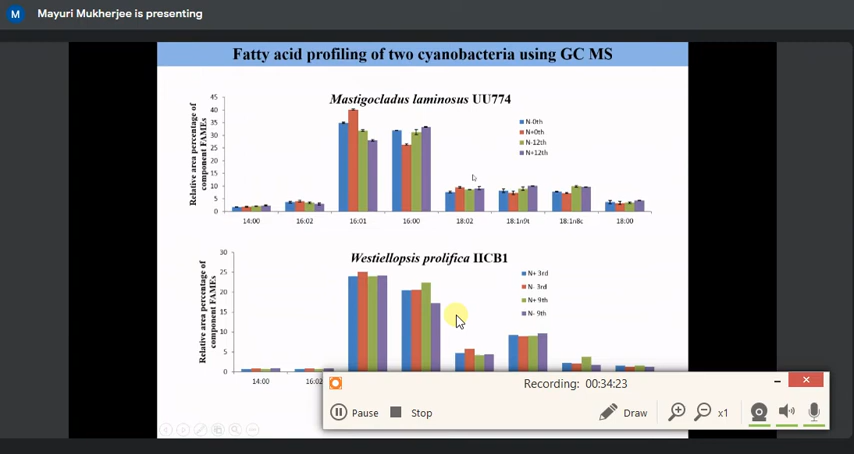 M Mayuri Mukherjee is presenting
Fatty acid profiling of two cyanobacteria using GC MS
Mastigocladus laminosus UU774
Relative area percentage of
component FAMEs
45
40
35
30
25
20
15
10
5
0
N-0th
N+0th
N-12th
N+12th
14:00 16:02 16:01 16:00 18:02 18:1n9t 18:1n8c 18:00
Westiellopsis prolifica IICB1
Relative area percentage of
component FAMEs
30
25
20
15
10
5
0
N+ 3rd
N- 3rd
N+ 9th
N- 9th
14:00 16:02
Recording: 00:34:23
Pause Stop Draw x1